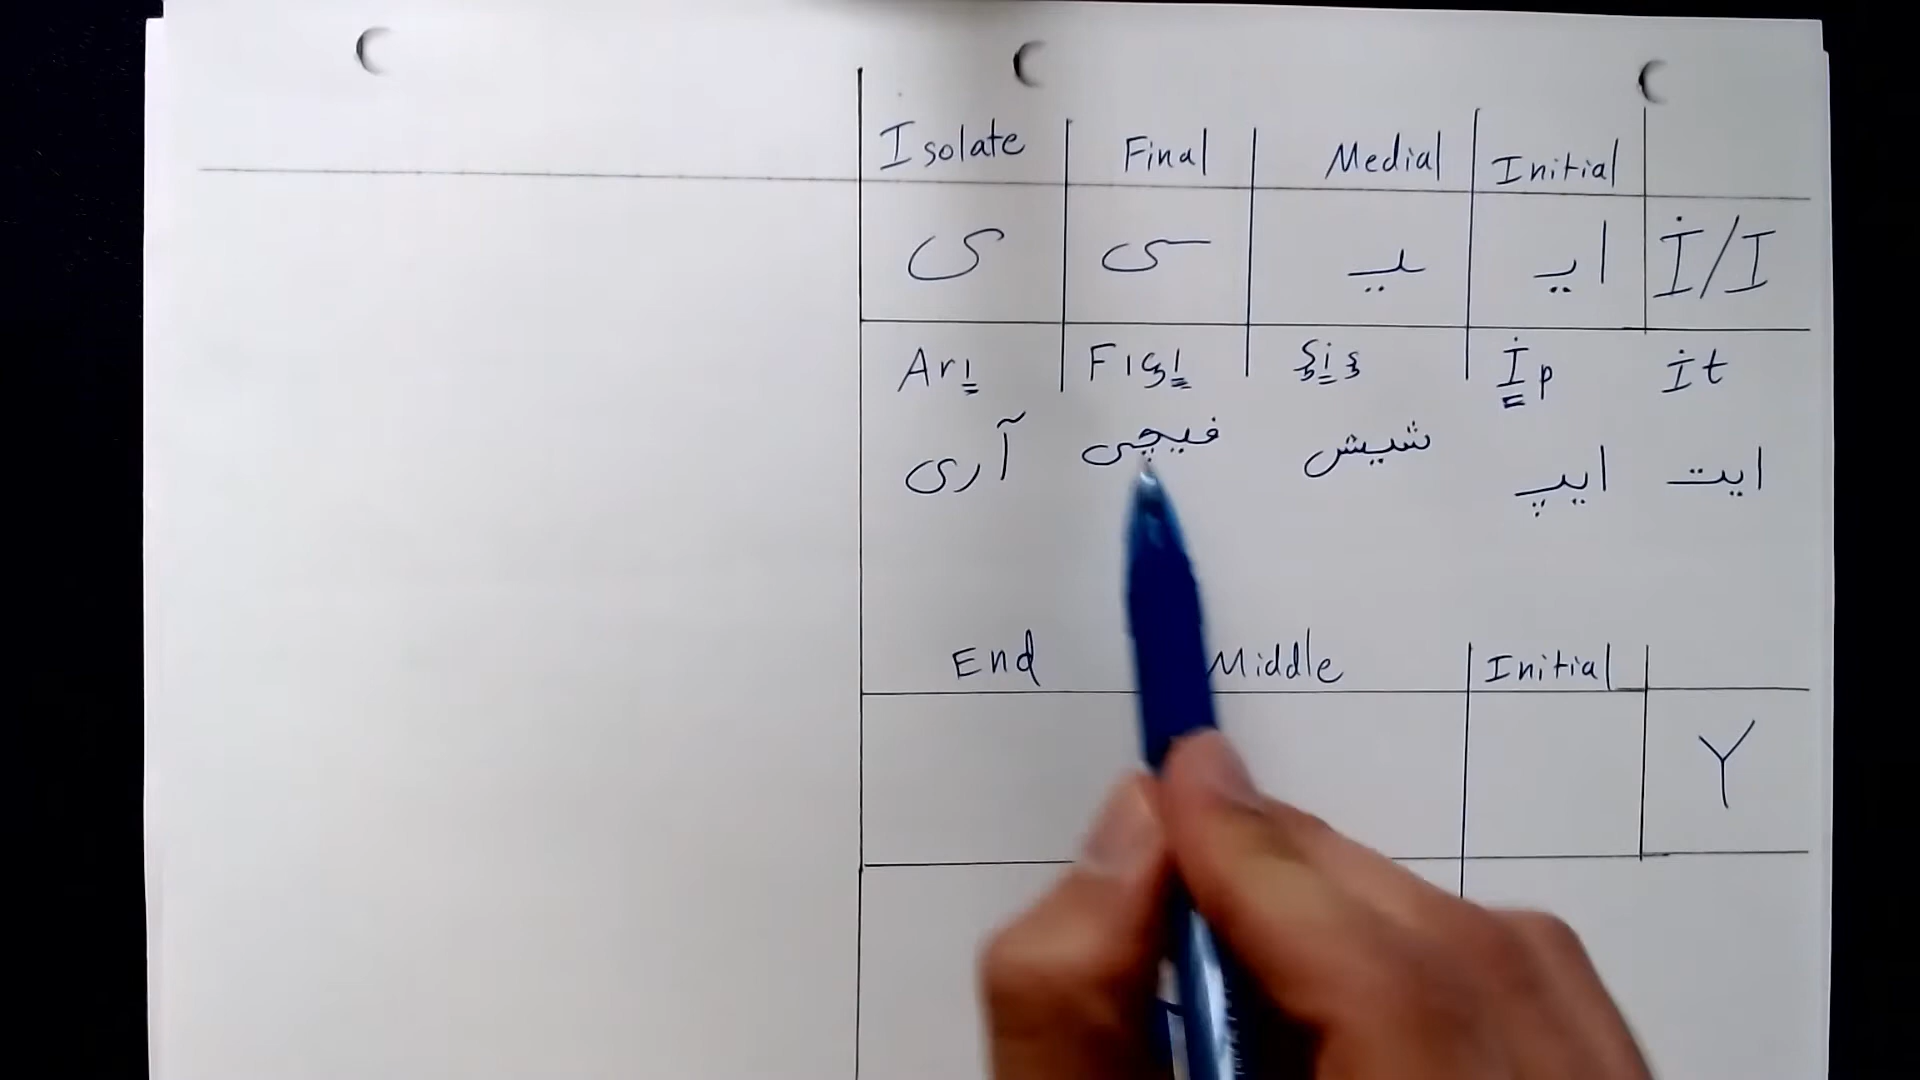 Isolate Final Medial Initial
ی ـی ـیـ ایـ İ/I
Arı Fıçı Şiş İp İt
آری فیچی شیش ایپ ایت
End Middle Initial
Y